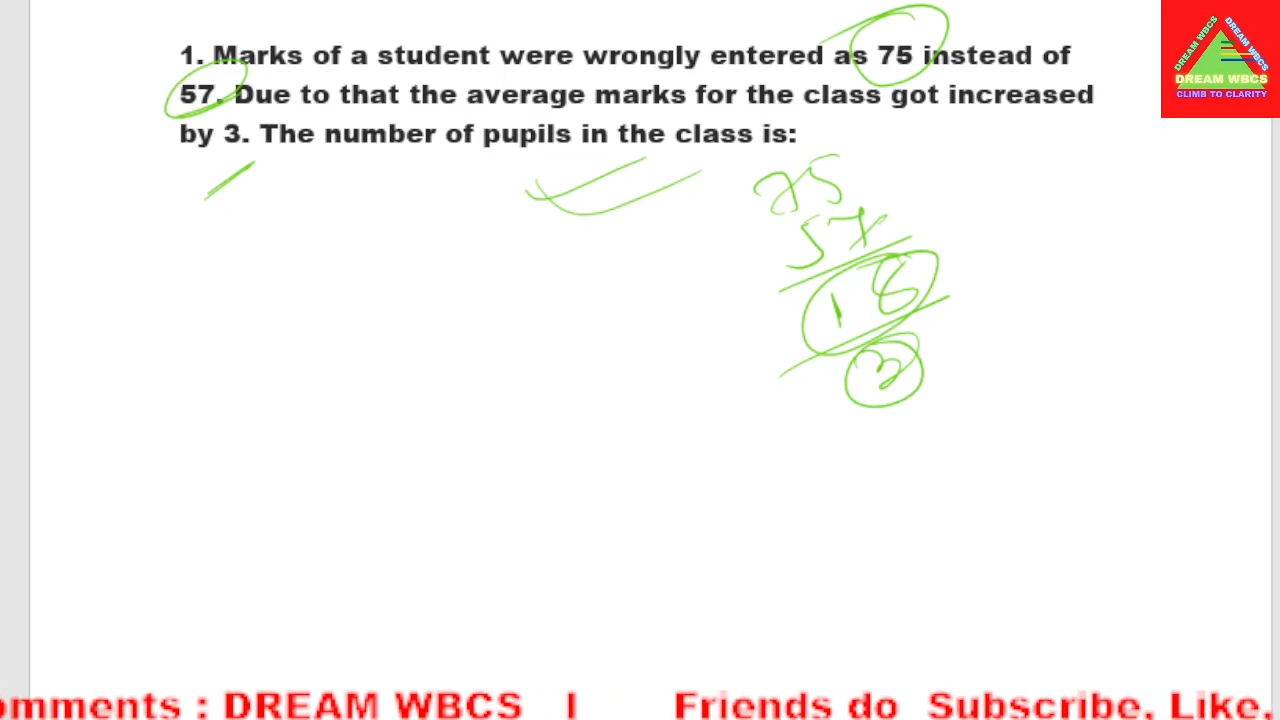 1. Marks of a student were wrongly entered as 75 instead of
57. Due to that the average marks for the class got increased
by 3. The number of pupils in the class is:
75
57
18
3
DREAM WBCS
DREAM WBCS
DREAM WBCS
CLIMB TO CLARITY
omments : DREAM WBCS I Friends do Subscribe, Like.